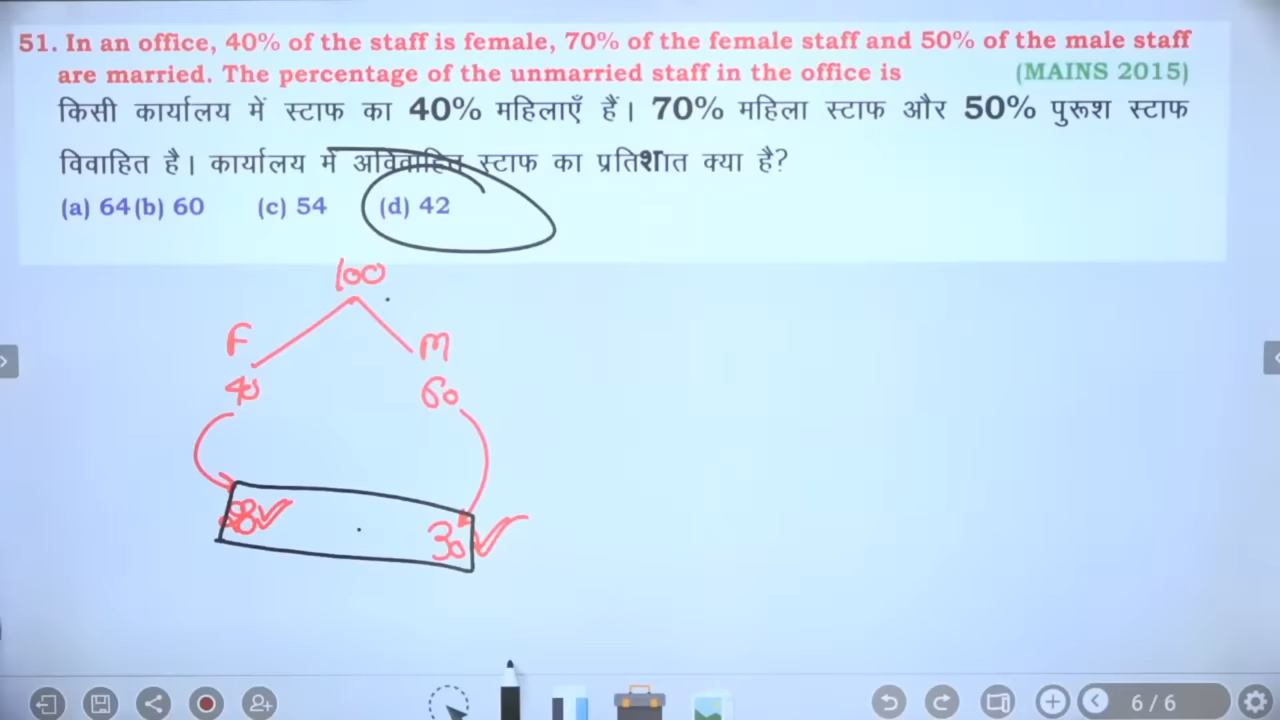 51. In an office, 40% of the staff is female, 70% of the female staff and 50% of the male staff
are married. The percentage of the unmarried staff in the office is (MAINS 2015)
किसी कार्यालय में स्टाफ का 40% महिलाएँ हैं। 70% महिला स्टाफ और 50% पुरूश स्टाफ
विवाहित है। कार्यालय में अविवाहित स्टाफ का प्रतिशात क्या है?
(a) 64 (b) 60 (c) 54 (d) 42
100
F M
40 60
28 30
6 / 6